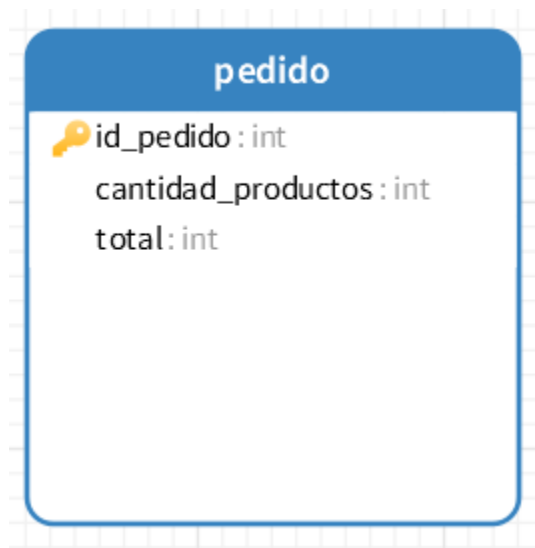 pedido
id_pedido : int
cantidad_productos : int
total : int